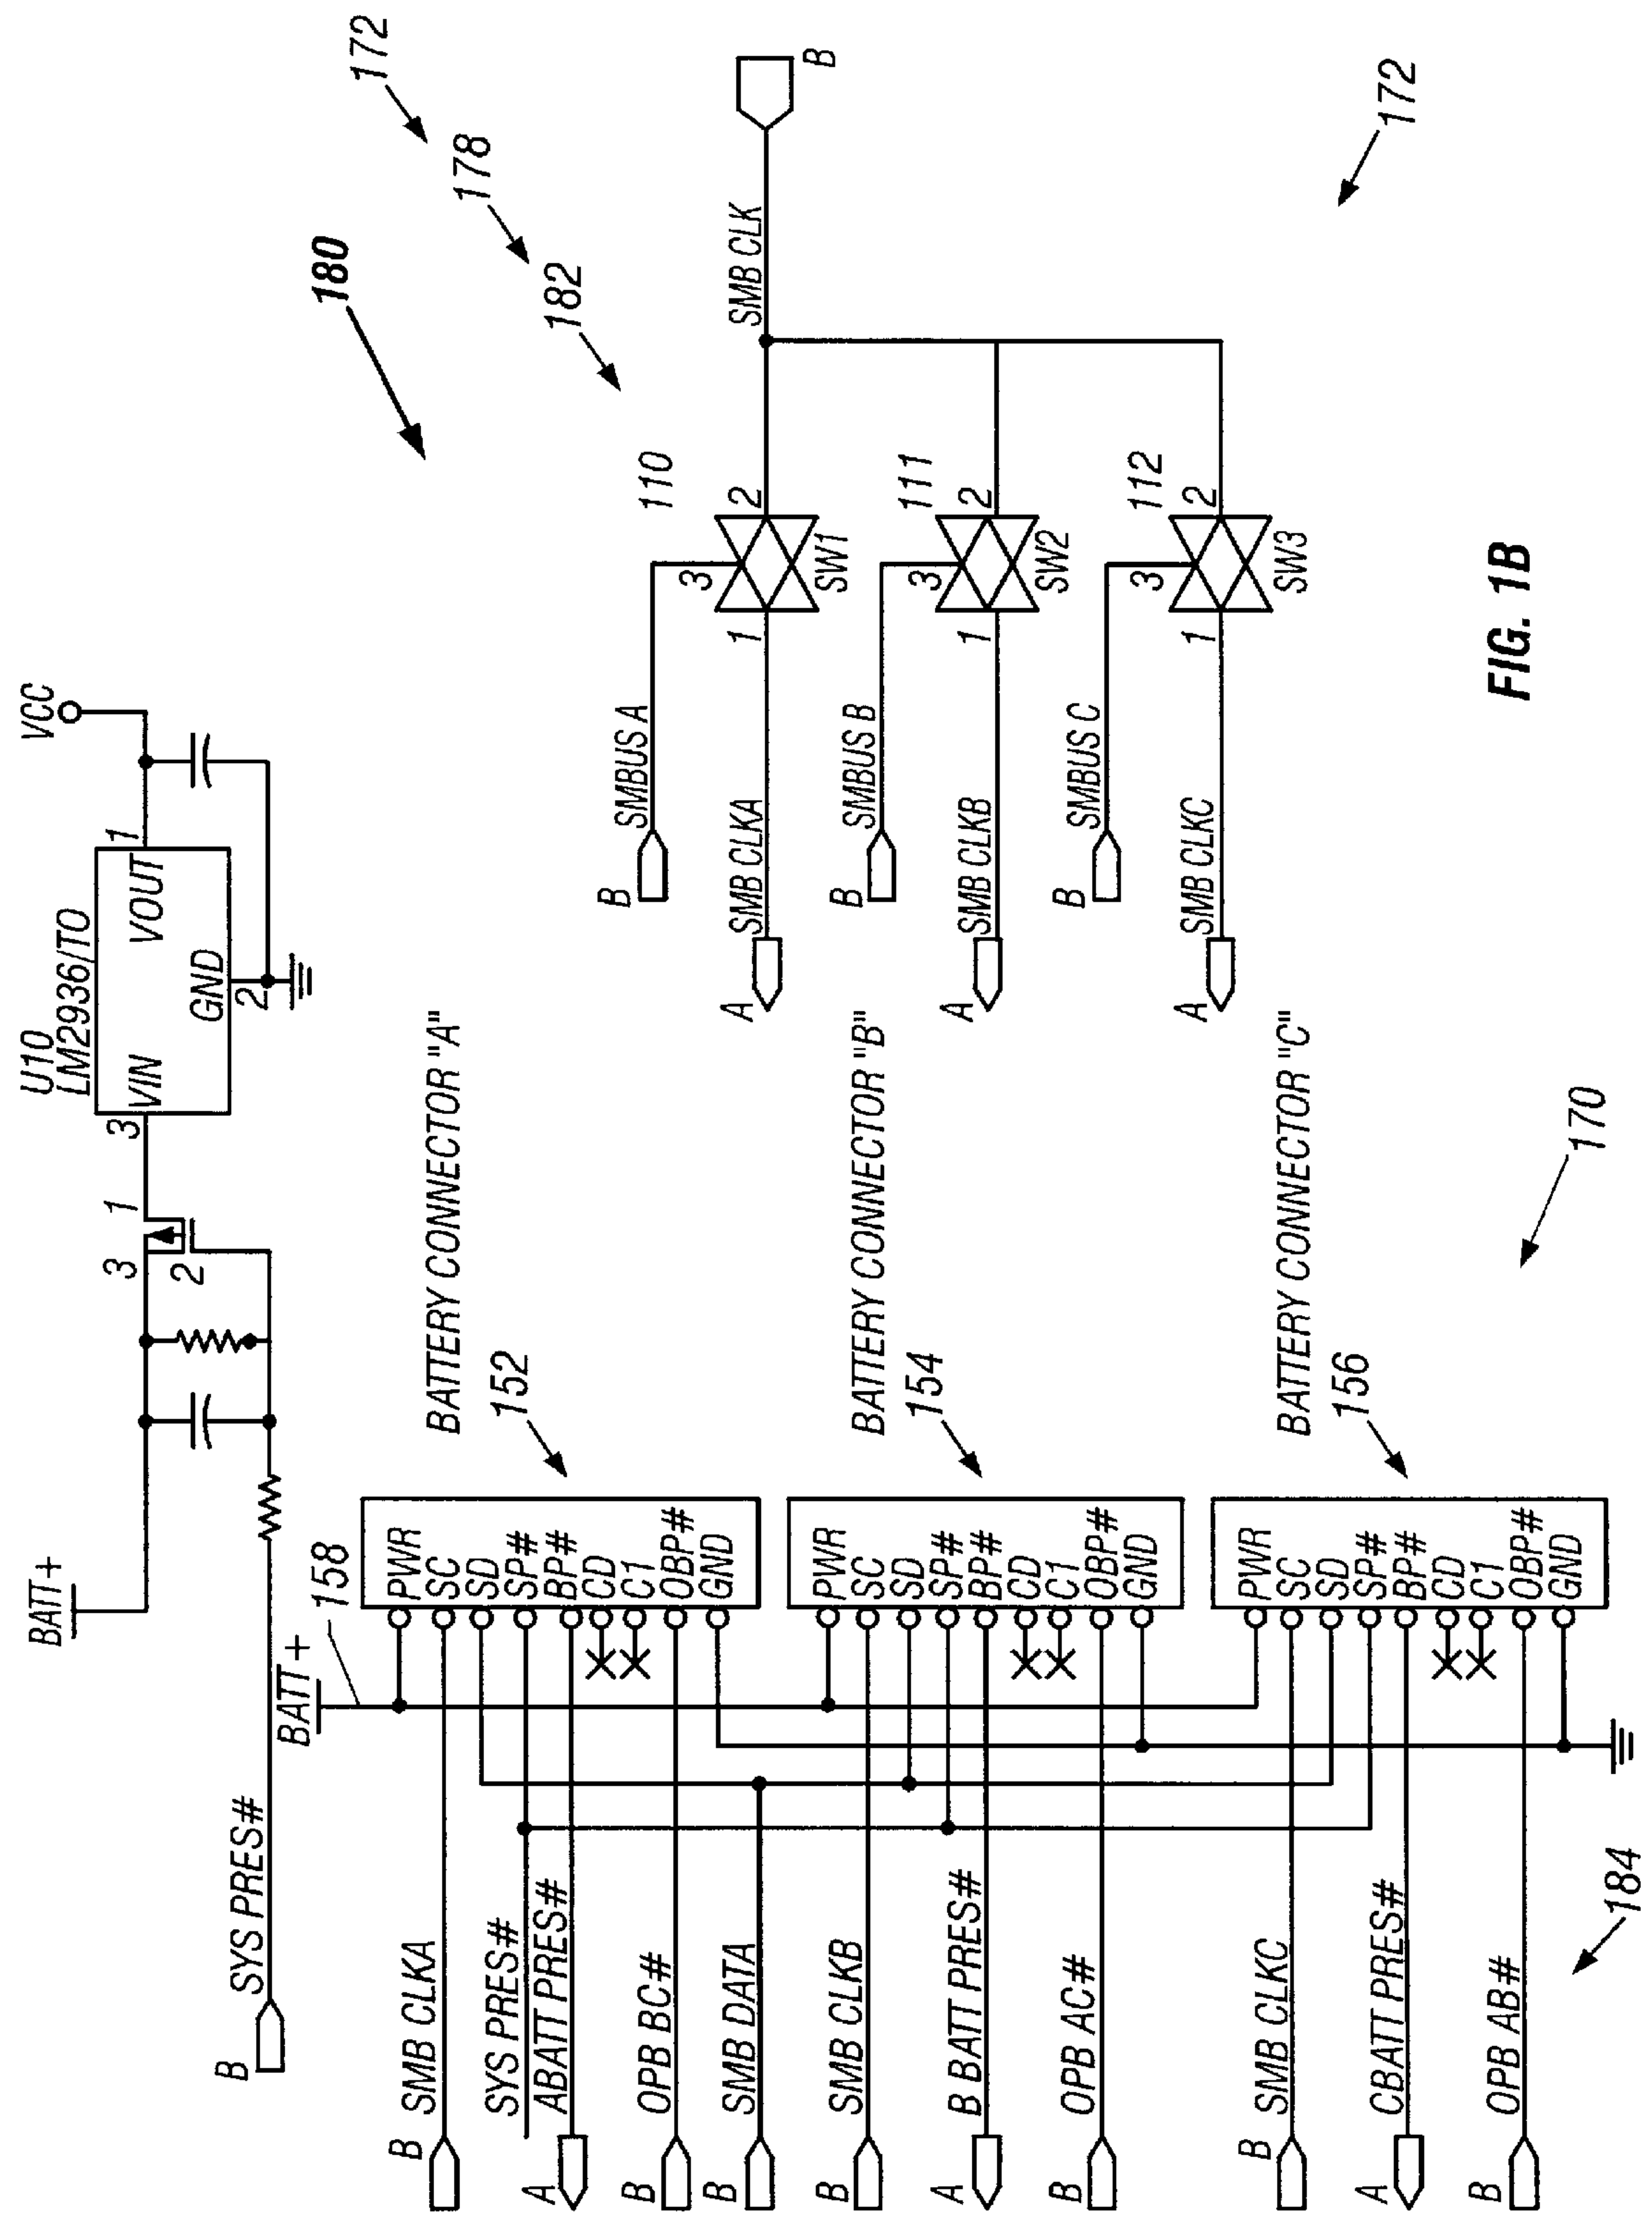 BATT+
U10
LM2936/TO
VIN
VOUT
GND
3
1
2
3
1
2
VCC
B
SYS PRES#
172
178
182
180
BATT+
158
BATTERY CONNECTOR "A"
152
PWR
SC
SD
SP#
BP#
CD
C1
OBP#
GND
B
SMB CLKA
SYS PRES#
A
ABATT PRES#
B
OPB BC#
B
SMB DATA
BATTERY CONNECTOR "B"
154
PWR
SC
SD
SP#
BP#
CD
C1
OBP#
GND
B
SMB CLKB
A
B BATT PRES#
B
OPB AC#
BATTERY CONNECTOR "C"
156
PWR
SC
SD
SP#
BP#
CD
C1
OBP#
GND
B
SMB CLKC
A
CBATT PRES#
B
OPB AB#
184
170
B
SMBUS A
110
3
1
2
SW1
A
SMB CLKA
SMB CLK
B
B
SMBUS B
111
3
1
2
SW2
A
SMB CLKB
B
SMBUS C
112
3
1
2
SW3
A
SMB CLKC
172
FIG. 1B